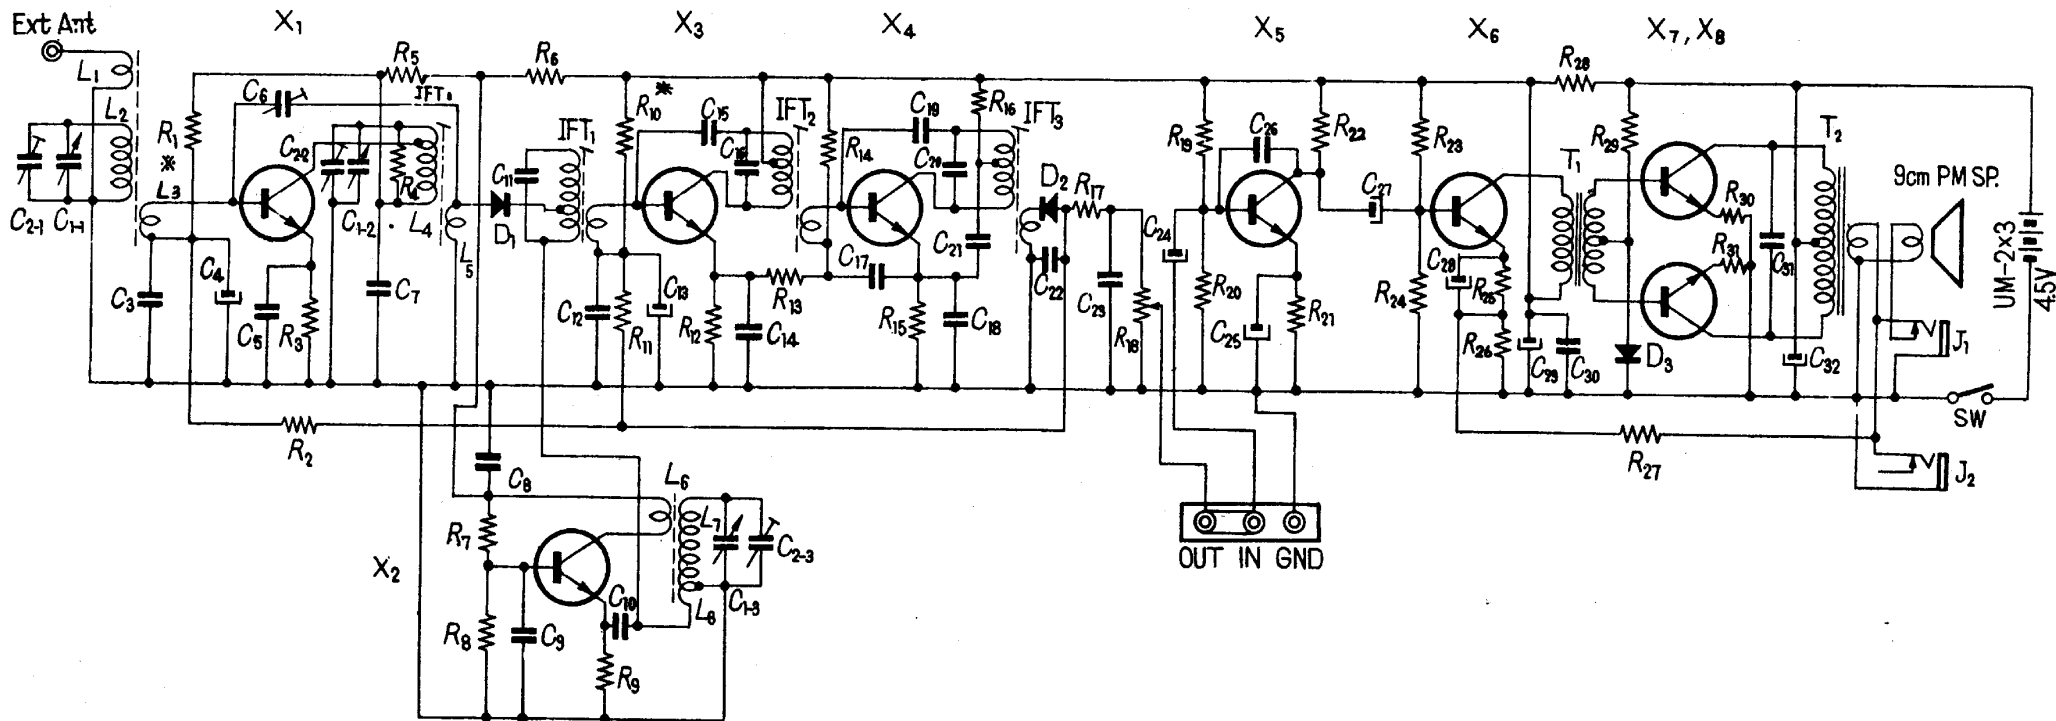 Ext Ant
X₁
X₃
X₄
X₅
X₆
X₇, X₈
L₁
L₂
C₂₋₁
C₁₋₁
L₃
R₁
*
C₃
C₄
C₆
C₅
R₃
C₂₋₂
C₁₋₂
R₅
R₄
IFT₀
L₄
L₅
C₇
R₆
D₁
C₁₁
IFT₁
R₁₀
*
C₁₂
R₁₁
C₁₃
C₁₅
C₁₆
IFT₂
R₁₂
C₁₄
R₁₃
R₁₄
C₁₇
C₁₉
C₂₀
R₁₆
IFT₃
R₁₅
C₁₈
C₂₁
D₂
R₁₇
C₂₂
C₂₃
R₁₈
C₂₄
R₁₉
R₂₀
C₂₆
R₂₂
C₂₅
R₂₁
C₂₇
R₂₃
R₂₄
C₂₈
R₂₅
R₂₆
C₂₉
C₃₀
T₁
R₂₈
R₂₉
D₃
R₃₀
R₃₁
C₃₁
T₂
C₃₂
9cm PM SP.
UM-2×3
4.5V
J₁
SW
J₂
R₂₇
R₂
C₈
L₆
L₇
C₂₋₃
C₁₋₃
L₈
R₇
X₂
R₈
C₉
C₁₀
R₉
OUT IN GND